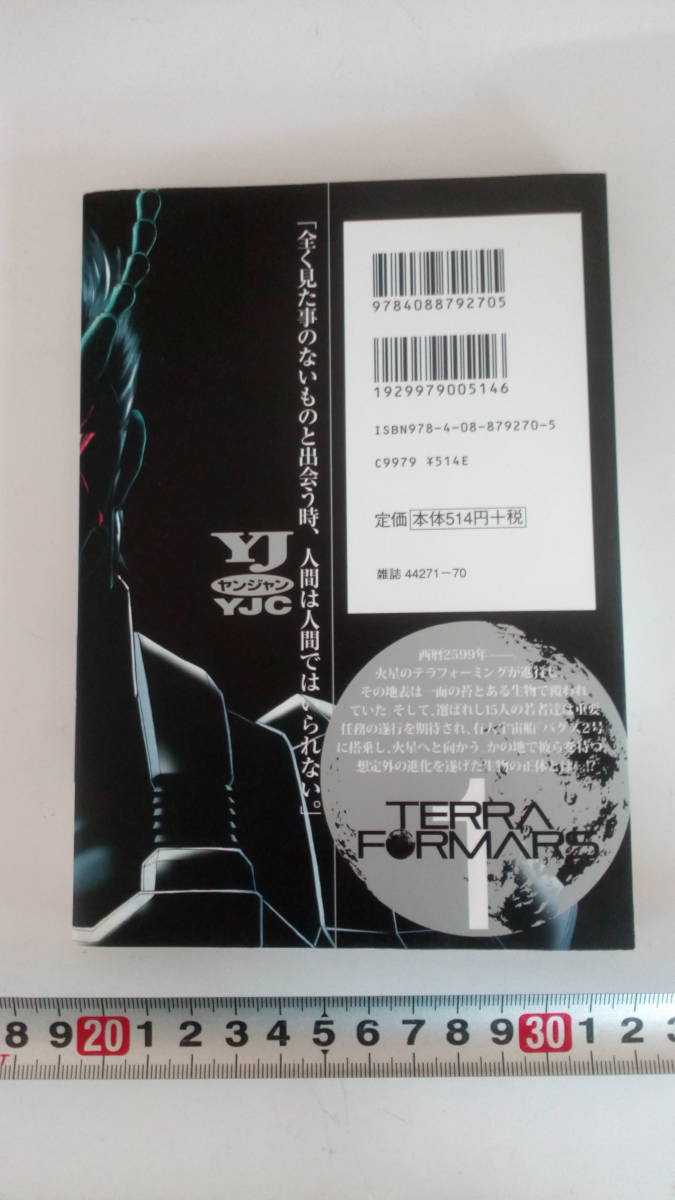 「全く見た事のないものと出会う時、人間は人間ではいられない。」
9784088792705
1929979005146
ISBN978-4-08-879270-5
C9979 ¥514E
定価 本体514円+税
雑誌 44271-70
YJ
ヤンジャン
YJC
西暦2599年――。
火星のテラフォーミングが進行し、
その地表は一面の苔とある生物で覆われ
ていた。そして、選ばれし15人の若者達は重要
任務の遂行を期待され、有人宇宙船『バグズ2号』
に搭乗し、火星へと向かう。かの地で彼らを待つ、
想定外の進化を遂げた生物の正体とは――!?
1
TERRA
FORMARS
8 9 20 1 2 3 4 5 6 7 8 9 30 1 2 3